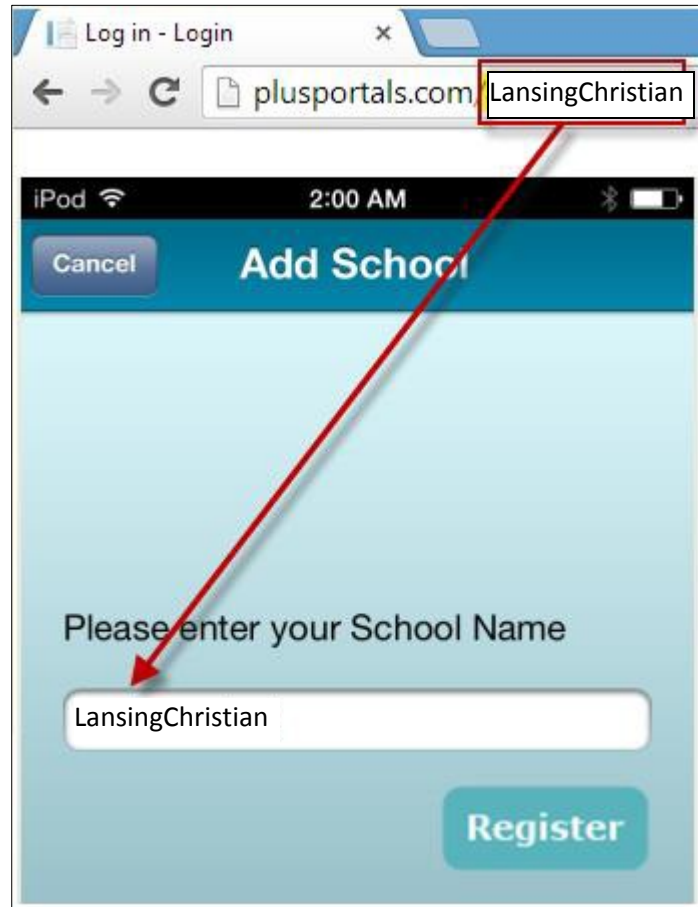 Log in - Login
plusportals.com/LansingChristian
iPod 2:00 AM
Cancel Add School
Please enter your School Name
LansingChristian
Register